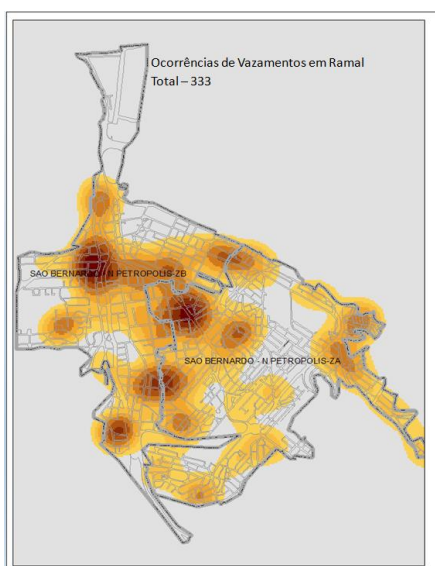 Ocorrências de Vazamentos em Ramal
Total – 333
SAO BERNARDO - N PETROPOLIS-ZB
SAO BERNARDO - N PETROPOLIS-ZA